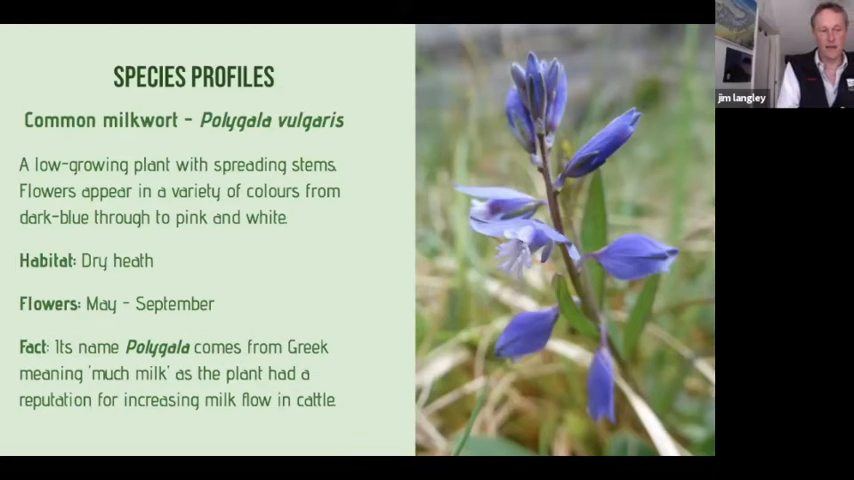 SPECIES PROFILES
Common milkwort - Polygala vulgaris
A low-growing plant with spreading stems.
Flowers appear in a variety of colours from
dark-blue through to pink and white.
Habitat: Dry heath
Flowers: May - September
Fact: Its name Polygala comes from Greek
meaning 'much milk' as the plant had a
reputation for increasing milk flow in cattle.
jim langley